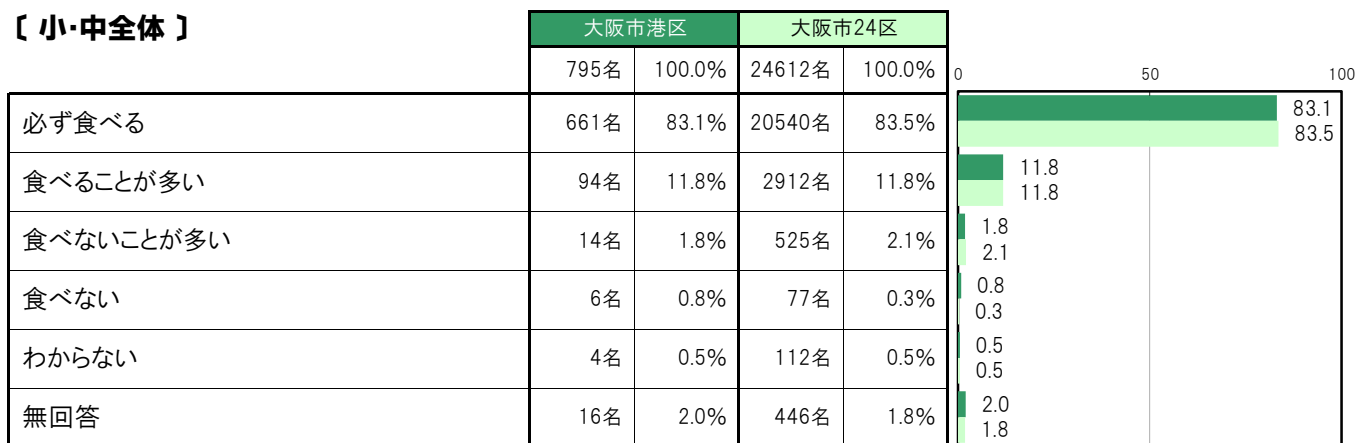 〔 小・中全体 〕
大阪市港区 大阪市24区
795名 100.0% 24612名 100.0% 0 50 100
必ず食べる 661名 83.1% 20540名 83.5% 83.1
83.5
食べることが多い 94名 11.8% 2912名 11.8% 11.8
11.8
食べないことが多い 14名 1.8% 525名 2.1% 1.8
2.1
食べない 6名 0.8% 77名 0.3% 0.8
0.3
わからない 4名 0.5% 112名 0.5% 0.5
0.5
無回答 16名 2.0% 446名 1.8% 2.0
1.8